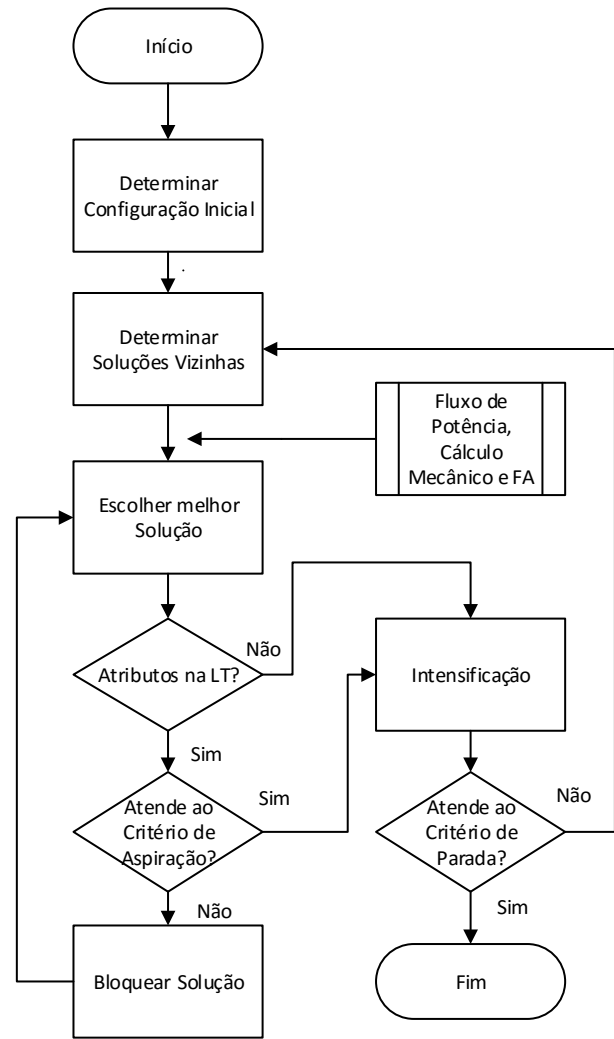 Início
Determinar
Configuração Inicial
.
Determinar
Soluções Vizinhas
Fluxo de
Potência,
Cálculo
Mecânico e FA
Escolher melhor
Solução
Não
Atributos na LT?
Intensificação
Sim
Atende ao
Critério de
Aspiração?
Sim
Atende ao
Critério de
Parada?
Não
Não
Sim
Bloquear Solução
Fim